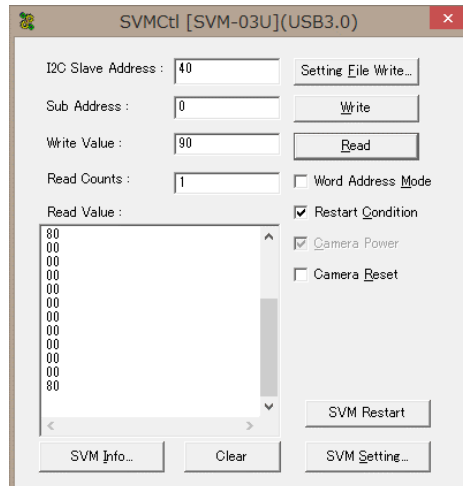 SVMCtl [SVM-03U](USB3.0)
I2C Slave Address : 40 Setting File Write...
Sub Address : 0 Write
Write Value : 90 Read
Read Counts : 1 Word Address Mode
Read Value : Restart Condition
Camera Power
Camera Reset
80
00
00
00
00
00
00
00
00
00
00
80
SVM Restart
SVM Info... Clear SVM Setting...